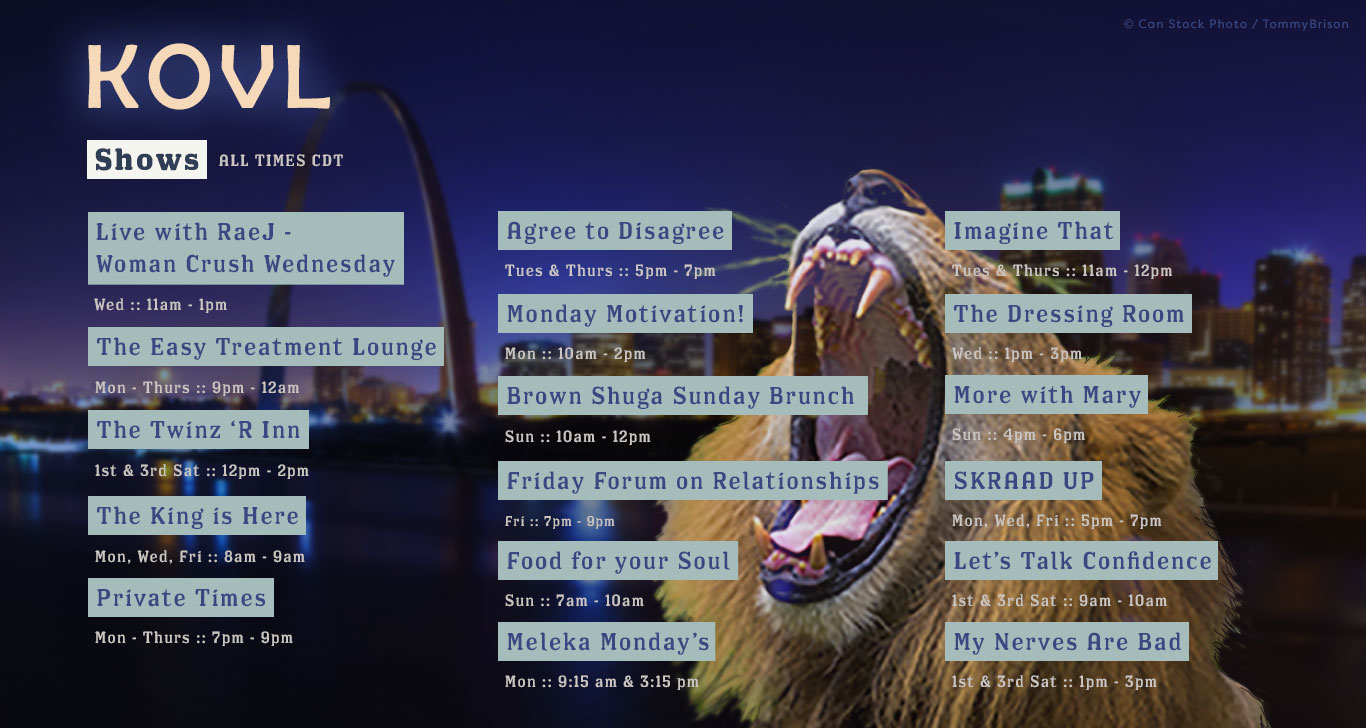 © Can Stock Photo / TommyBrison
KOVL
Shows ALL TIMES CDT
Live with RaeJ -
Woman Crush Wednesday
Wed :: 11am - 1pm
The Easy Treatment Lounge
Mon - Thurs :: 9pm - 12am
The Twinz ‘R Inn
1st & 3rd Sat :: 12pm - 2pm
The King is Here
Mon, Wed, Fri :: 8am - 9am
Private Times
Mon - Thurs :: 7pm - 9pm
Agree to Disagree
Tues & Thurs :: 5pm - 7pm
Monday Motivation!
Mon :: 10am - 2pm
Brown Shuga Sunday Brunch
Sun :: 10am - 12pm
Friday Forum on Relationships
Fri :: 7pm - 9pm
Food for your Soul
Sun :: 7am - 10am
Meleka Monday’s
Mon :: 9:15 am & 3:15 pm
Imagine That
Tues & Thurs :: 11am - 12pm
The Dressing Room
Wed :: 1pm - 3pm
More with Mary
Sun :: 4pm - 6pm
SKRAAD UP
Mon, Wed, Fri :: 5pm - 7pm
Let’s Talk Confidence
1st & 3rd Sat :: 9am - 10am
My Nerves Are Bad
1st & 3rd Sat :: 1pm - 3pm